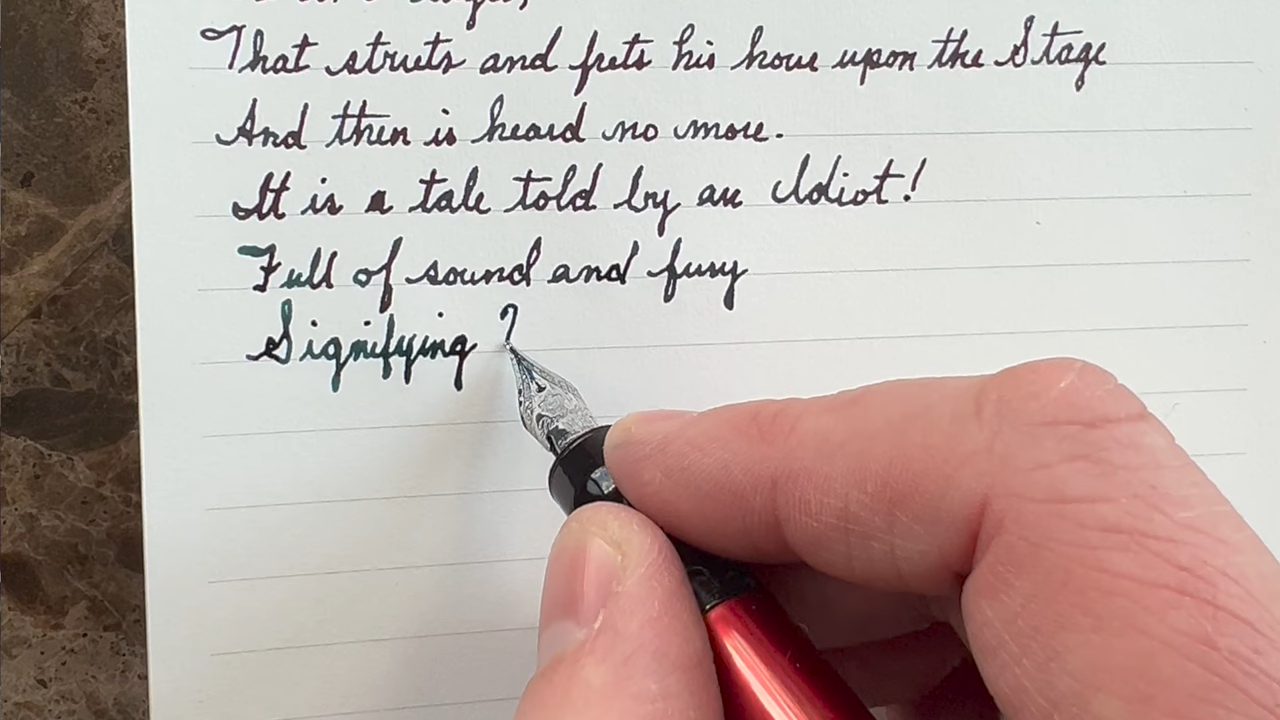 That struts and frets his hour upon the Stage
And then is heard no more.
It is a tale told by an Idiot!
Full of sound and fury
Signifying